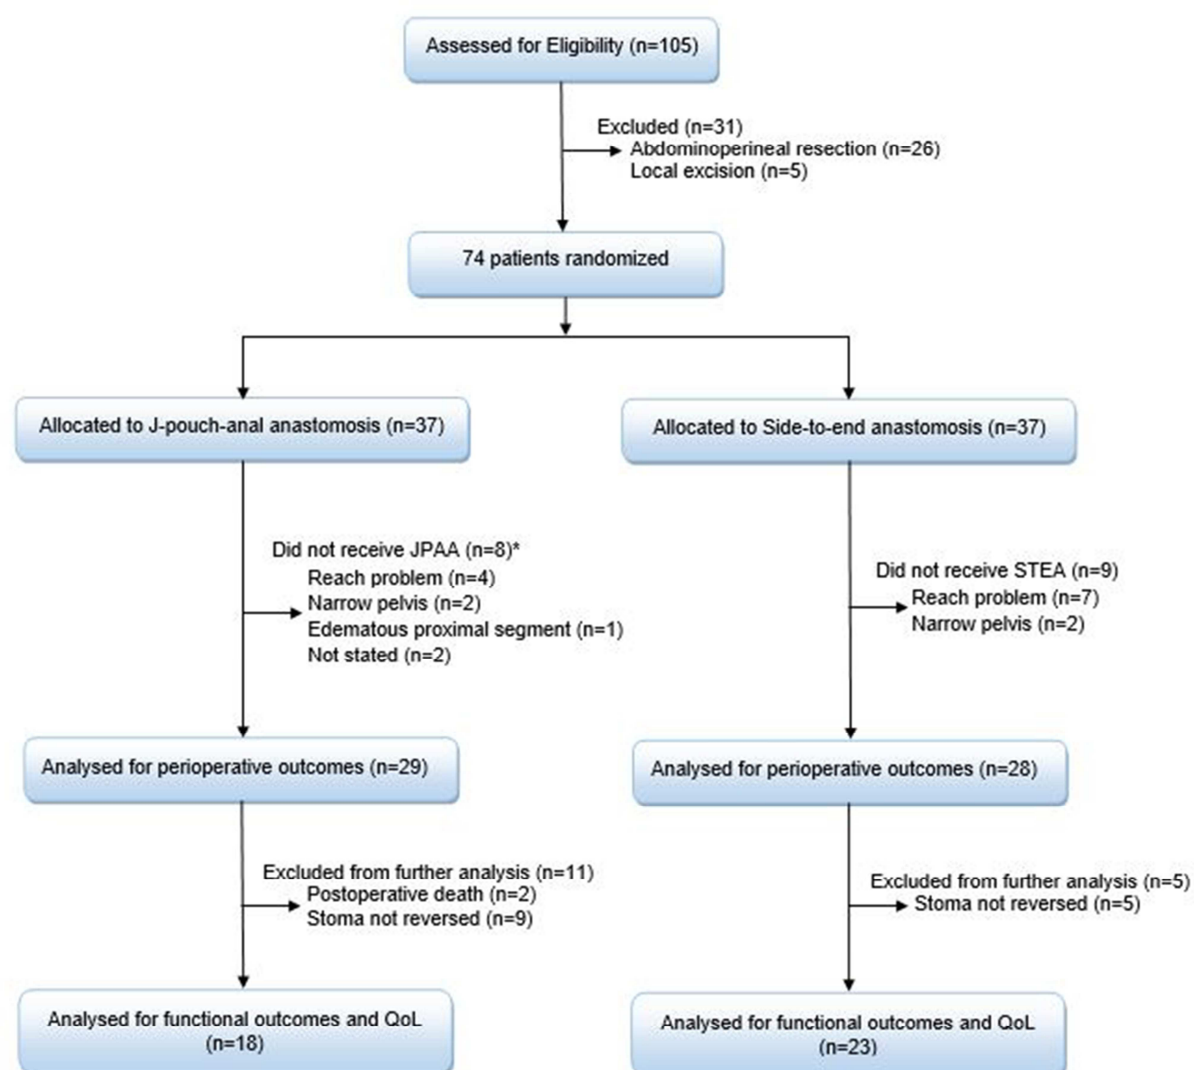 Assessed for Eligibility (n=105)
Excluded (n=31)
Abdominoperineal resection (n=26)
Local excision (n=5)
74 patients randomized
Allocated to J-pouch-anal anastomosis (n=37)
Allocated to Side-to-end anastomosis (n=37)
Did not receive JPAA (n=8)*
Reach problem (n=4)
Narrow pelvis (n=2)
Edematous proximal segment (n=1)
Not stated (n=2)
Did not receive STEA (n=9)
Reach problem (n=7)
Narrow pelvis (n=2)
Analysed for perioperative outcomes (n=29)
Analysed for perioperative outcomes (n=28)
Excluded from further analysis (n=11)
Postoperative death (n=2)
Stoma not reversed (n=9)
Excluded from further analysis (n=5)
Stoma not reversed (n=5)
Analysed for functional outcomes and QoL
(n=18)
Analysed for functional outcomes and QoL
(n=23)